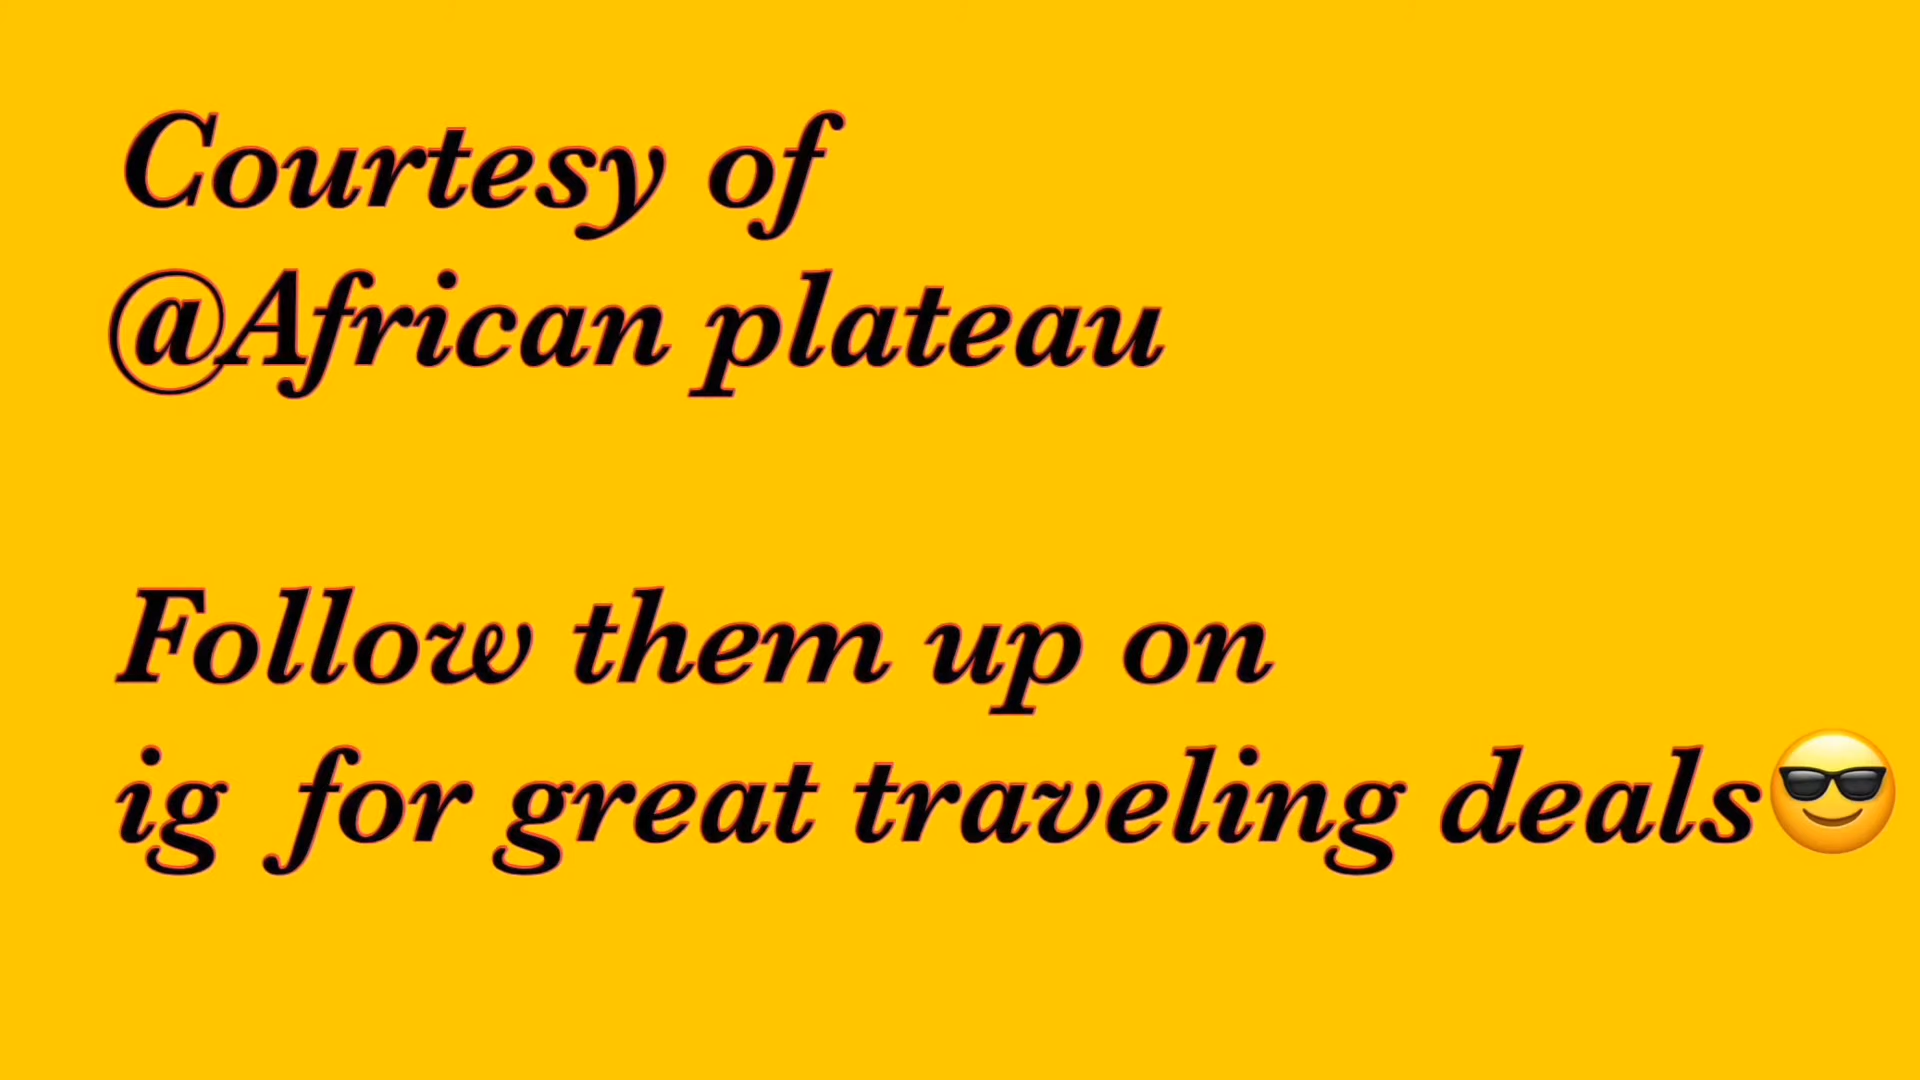 Courtesy of
@African plateau
Follow them up on
ig  for great traveling deals😎